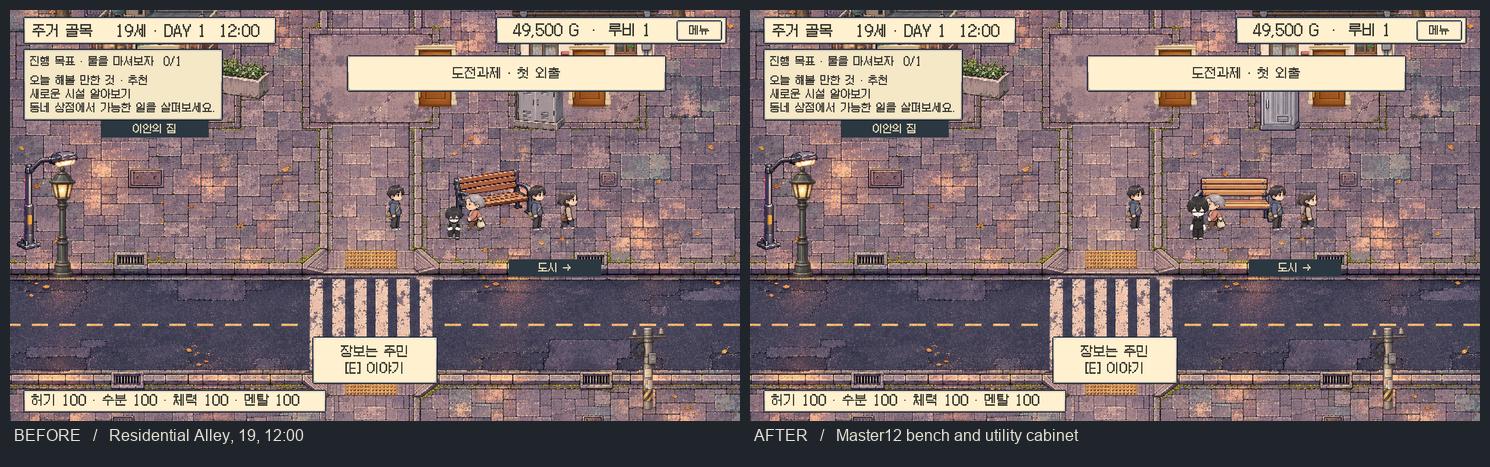 주거 골목 19세 · DAY 1 12:00
49,500 G · 루비 1
메뉴
진행 목표 · 물을 마셔보자 0/1
오늘 해볼 만한 것 · 추천
새로운 시설 알아보기
동네 상점에서 가능한 일을 살펴보세요.
도전과제 · 첫 외출
이안의 집
도시 →
장보는 주민
[E] 이야기
허기 100 · 수분 100 · 체력 100 · 멘탈 100
BEFORE / Residential Alley, 19, 12:00
주거 골목 19세 · DAY 1 12:00
49,500 G · 루비 1
메뉴
진행 목표 · 물을 마셔보자 0/1
오늘 해볼 만한 것 · 추천
새로운 시설 알아보기
동네 상점에서 가능한 일을 살펴보세요.
도전과제 · 첫 외출
이안의 집
도시 →
장보는 주민
[E] 이야기
허기 100 · 수분 100 · 체력 100 · 멘탈 100
AFTER / Master12 bench and utility cabinet